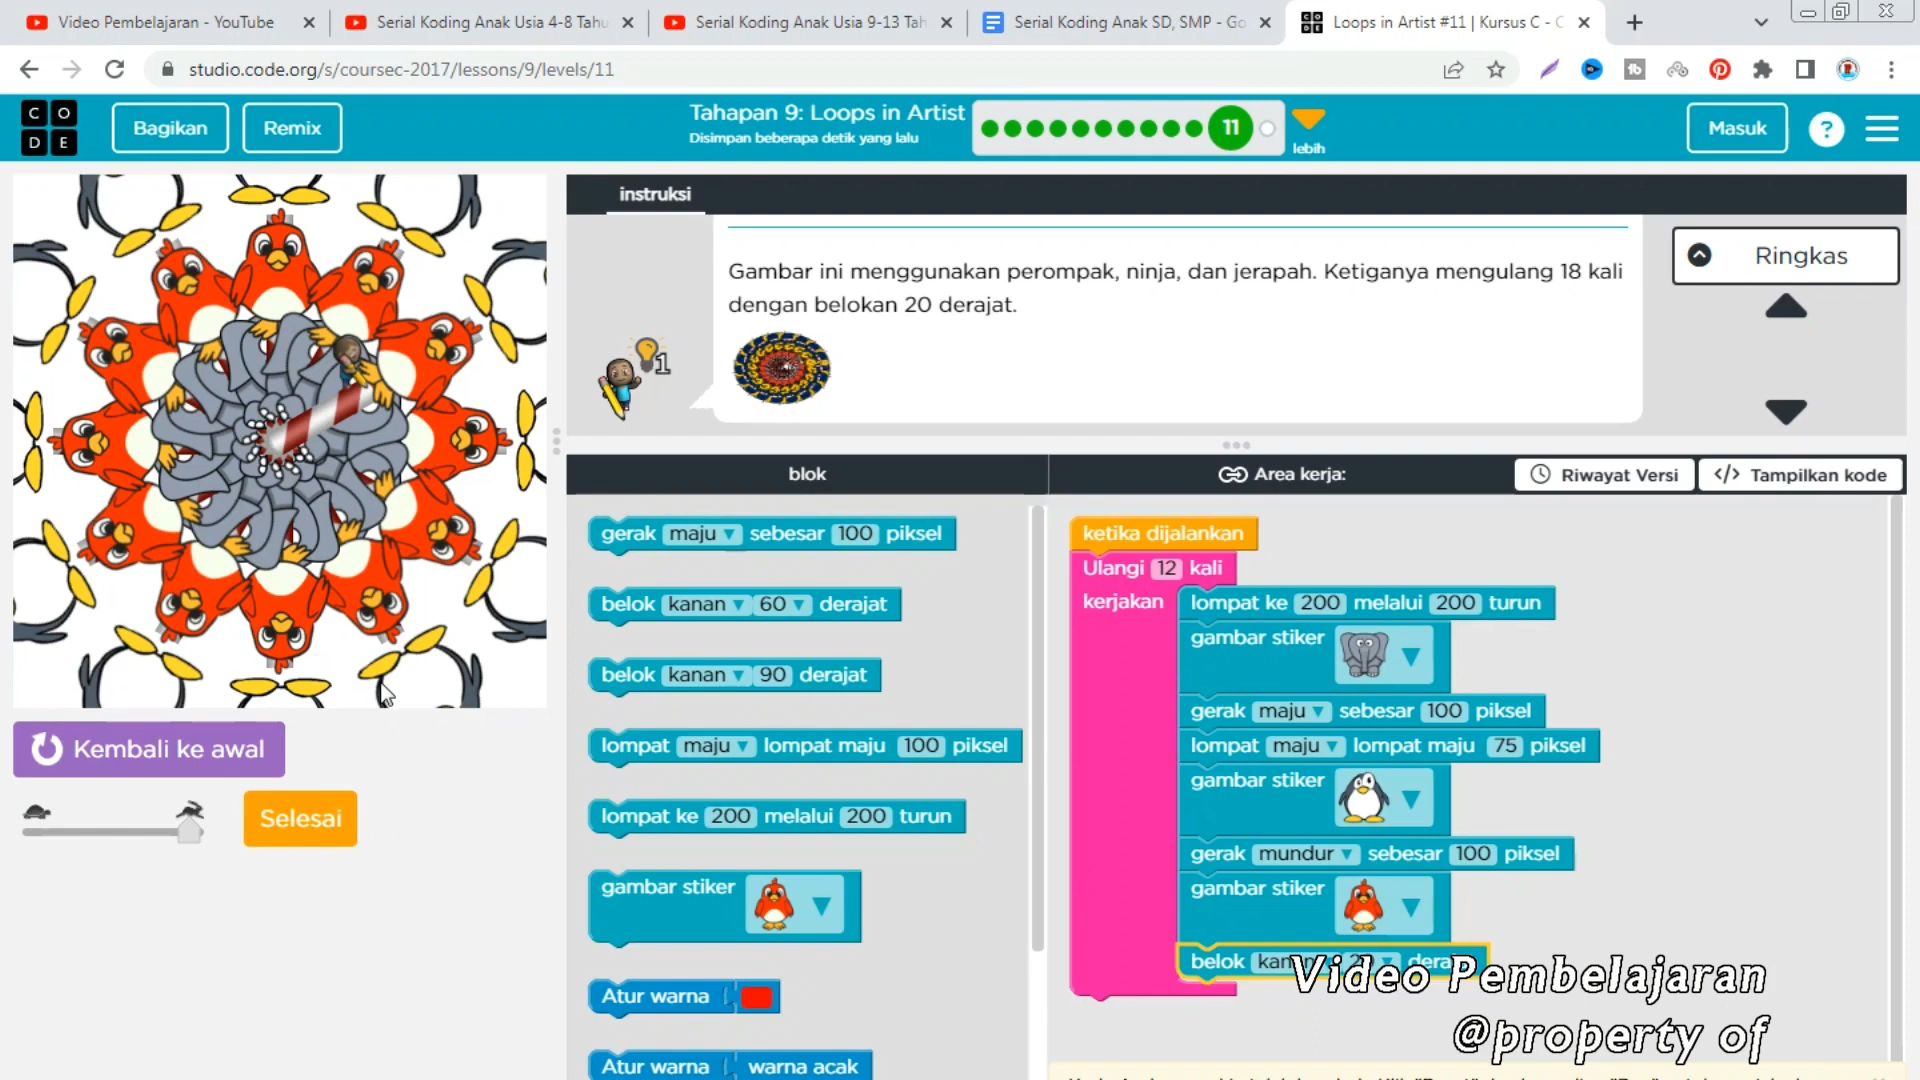 Video Pembelajaran - YouTube
Serial Koding Anak Usia 4-8 Tahu
Serial Koding Anak Usia 9-13 Tah
Serial Koding Anak SD, SMP - Go
Loops in Artist #11 | Kursus C - C
studio.code.org/s/coursec-2017/lessons/9/levels/11
C O
D E
Bagikan
Remix
Tahapan 9: Loops in Artist
Disimpan beberapa detik yang lalu
11
lebih
Masuk
?
instruksi
Gambar ini menggunakan perompak, ninja, dan jerapah. Ketiganya mengulang 18 kali
dengan belokan 20 derajat.
1
Ringkas
Kembali ke awal
Selesai
blok
Area kerja:
Riwayat Versi
</> Tampilkan kode
gerak maju sebesar 100 piksel
belok kanan 60 derajat
belok kanan 90 derajat
lompat maju lompat maju 100 piksel
lompat ke 200 melalui 200 turun
gambar stiker
Atur warna
Atur warna warna acak
ketika dijalankan
Ulangi 12 kali
kerjakan
lompat ke 200 melalui 200 turun
gambar stiker
gerak maju sebesar 100 piksel
lompat maju lompat maju 75 piksel
gambar stiker
gerak mundur sebesar 100 piksel
gambar stiker
belok
Video Pembelajaran
@property of